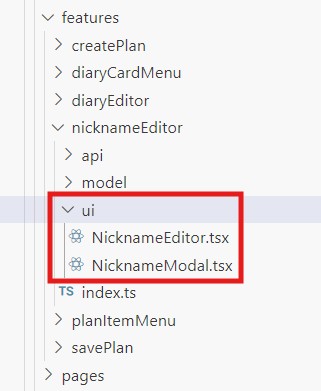 features
createPlan
diaryCardMenu
diaryEditor
nicknameEditor
api
model
ui
NicknameEditor.tsx
NicknameModal.tsx
TS index.ts
planItemMenu
savePlan
pages